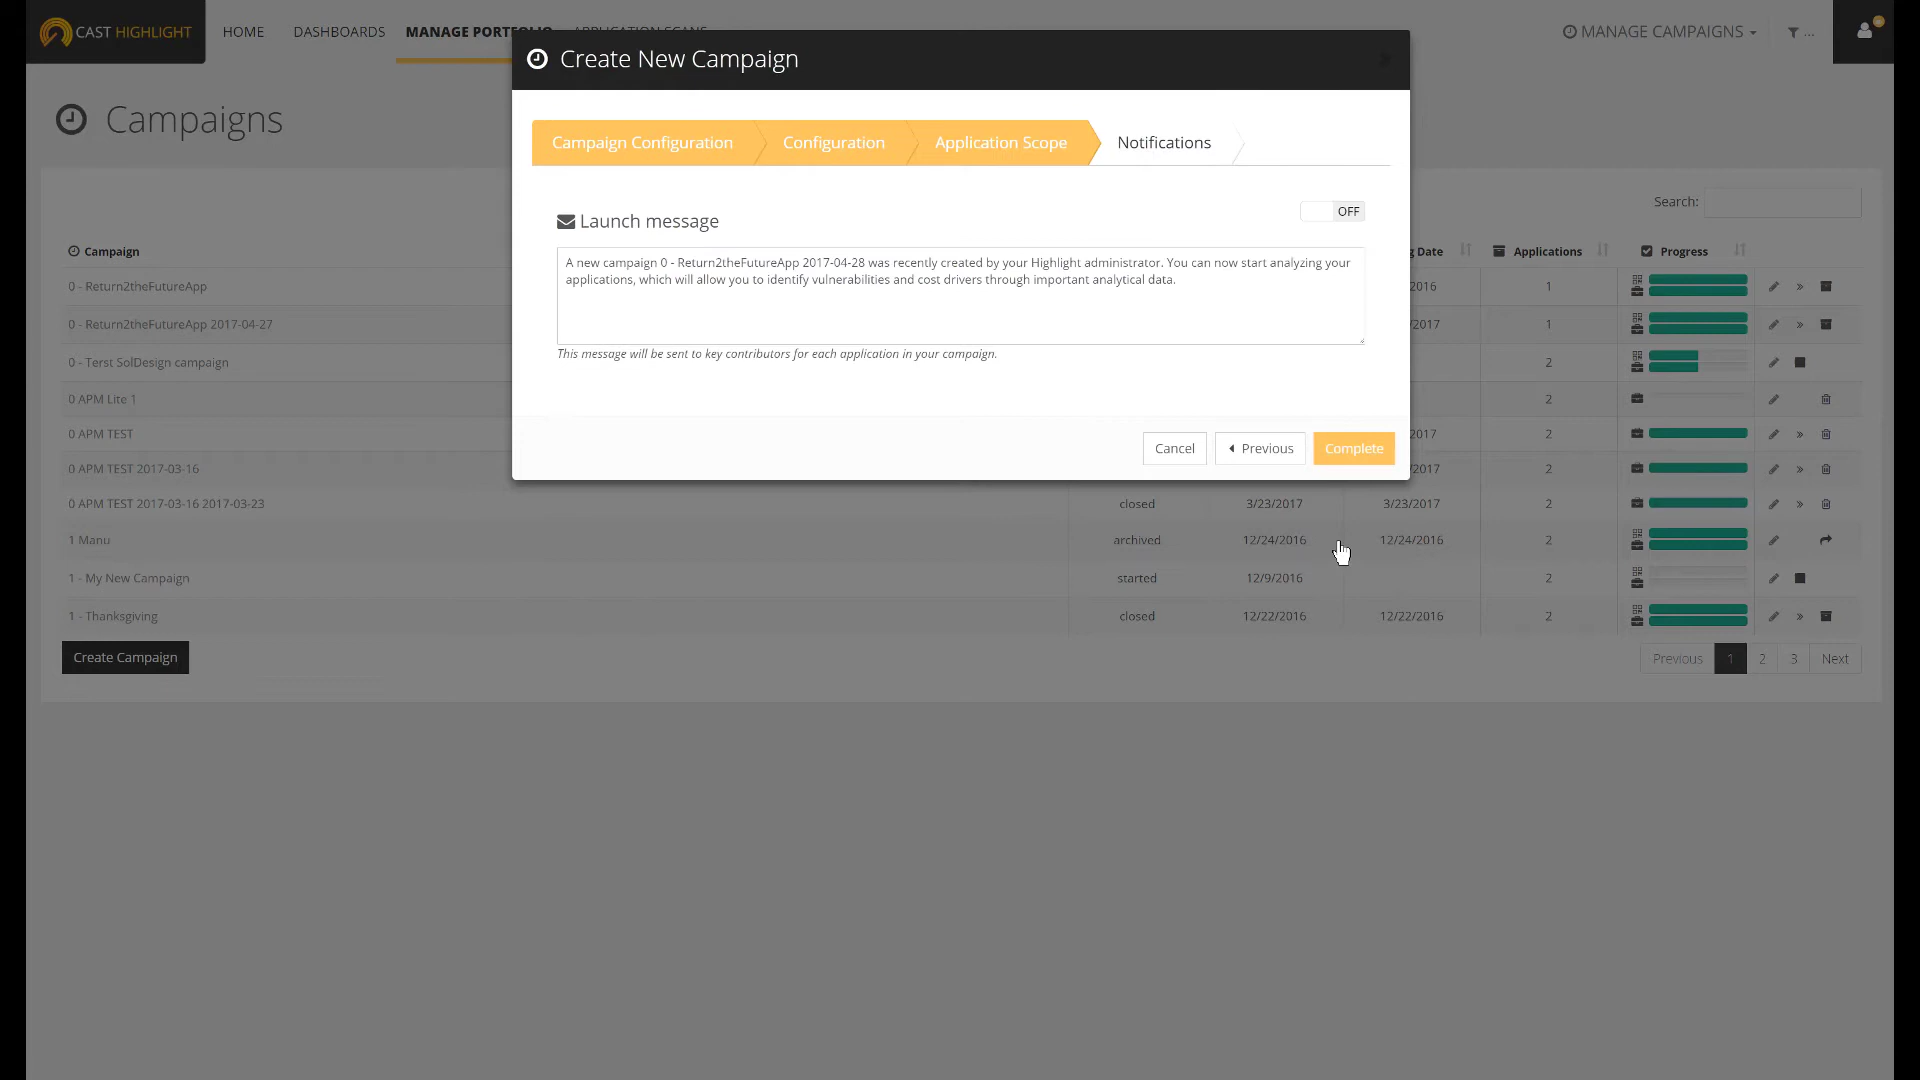 CAST HIGHLIGHT
HOME
DASHBOARDS
MANAGE PORTFOLIO
APPLICATION SCANS
MANAGE CAMPAIGNS
...
Create New Campaign
Campaigns
Campaign Configuration
Configuration
Application Scope
Notifications
Launch message
OFF
A new campaign 0 - Return2theFutureApp 2017-04-28 was recently created by your Highlight administrator. You can now start analyzing your
applications, which will allow you to identify vulnerabilities and cost drivers through important analytical data.
This message will be sent to key contributors for each application in your campaign.
Cancel
Previous
Complete
Search:
Campaign
g Date
Applications
Progress
0 - Return2theFutureApp
2016
1
0 - Return2theFutureApp 2017-04-27
/2017
1
0 - Terst SolDesign campaign
2
0 APM Lite 1
2
0 APM TEST
2017
2
0 APM TEST 2017-03-16
/2017
2
0 APM TEST 2017-03-16 2017-03-23
closed
3/23/2017
3/23/2017
2
1 Manu
archived
12/24/2016
12/24/2016
2
1 - My New Campaign
started
12/9/2016
2
1 - Thanksgiving
closed
12/22/2016
12/22/2016
2
Create Campaign
Previous
1
2
3
Next